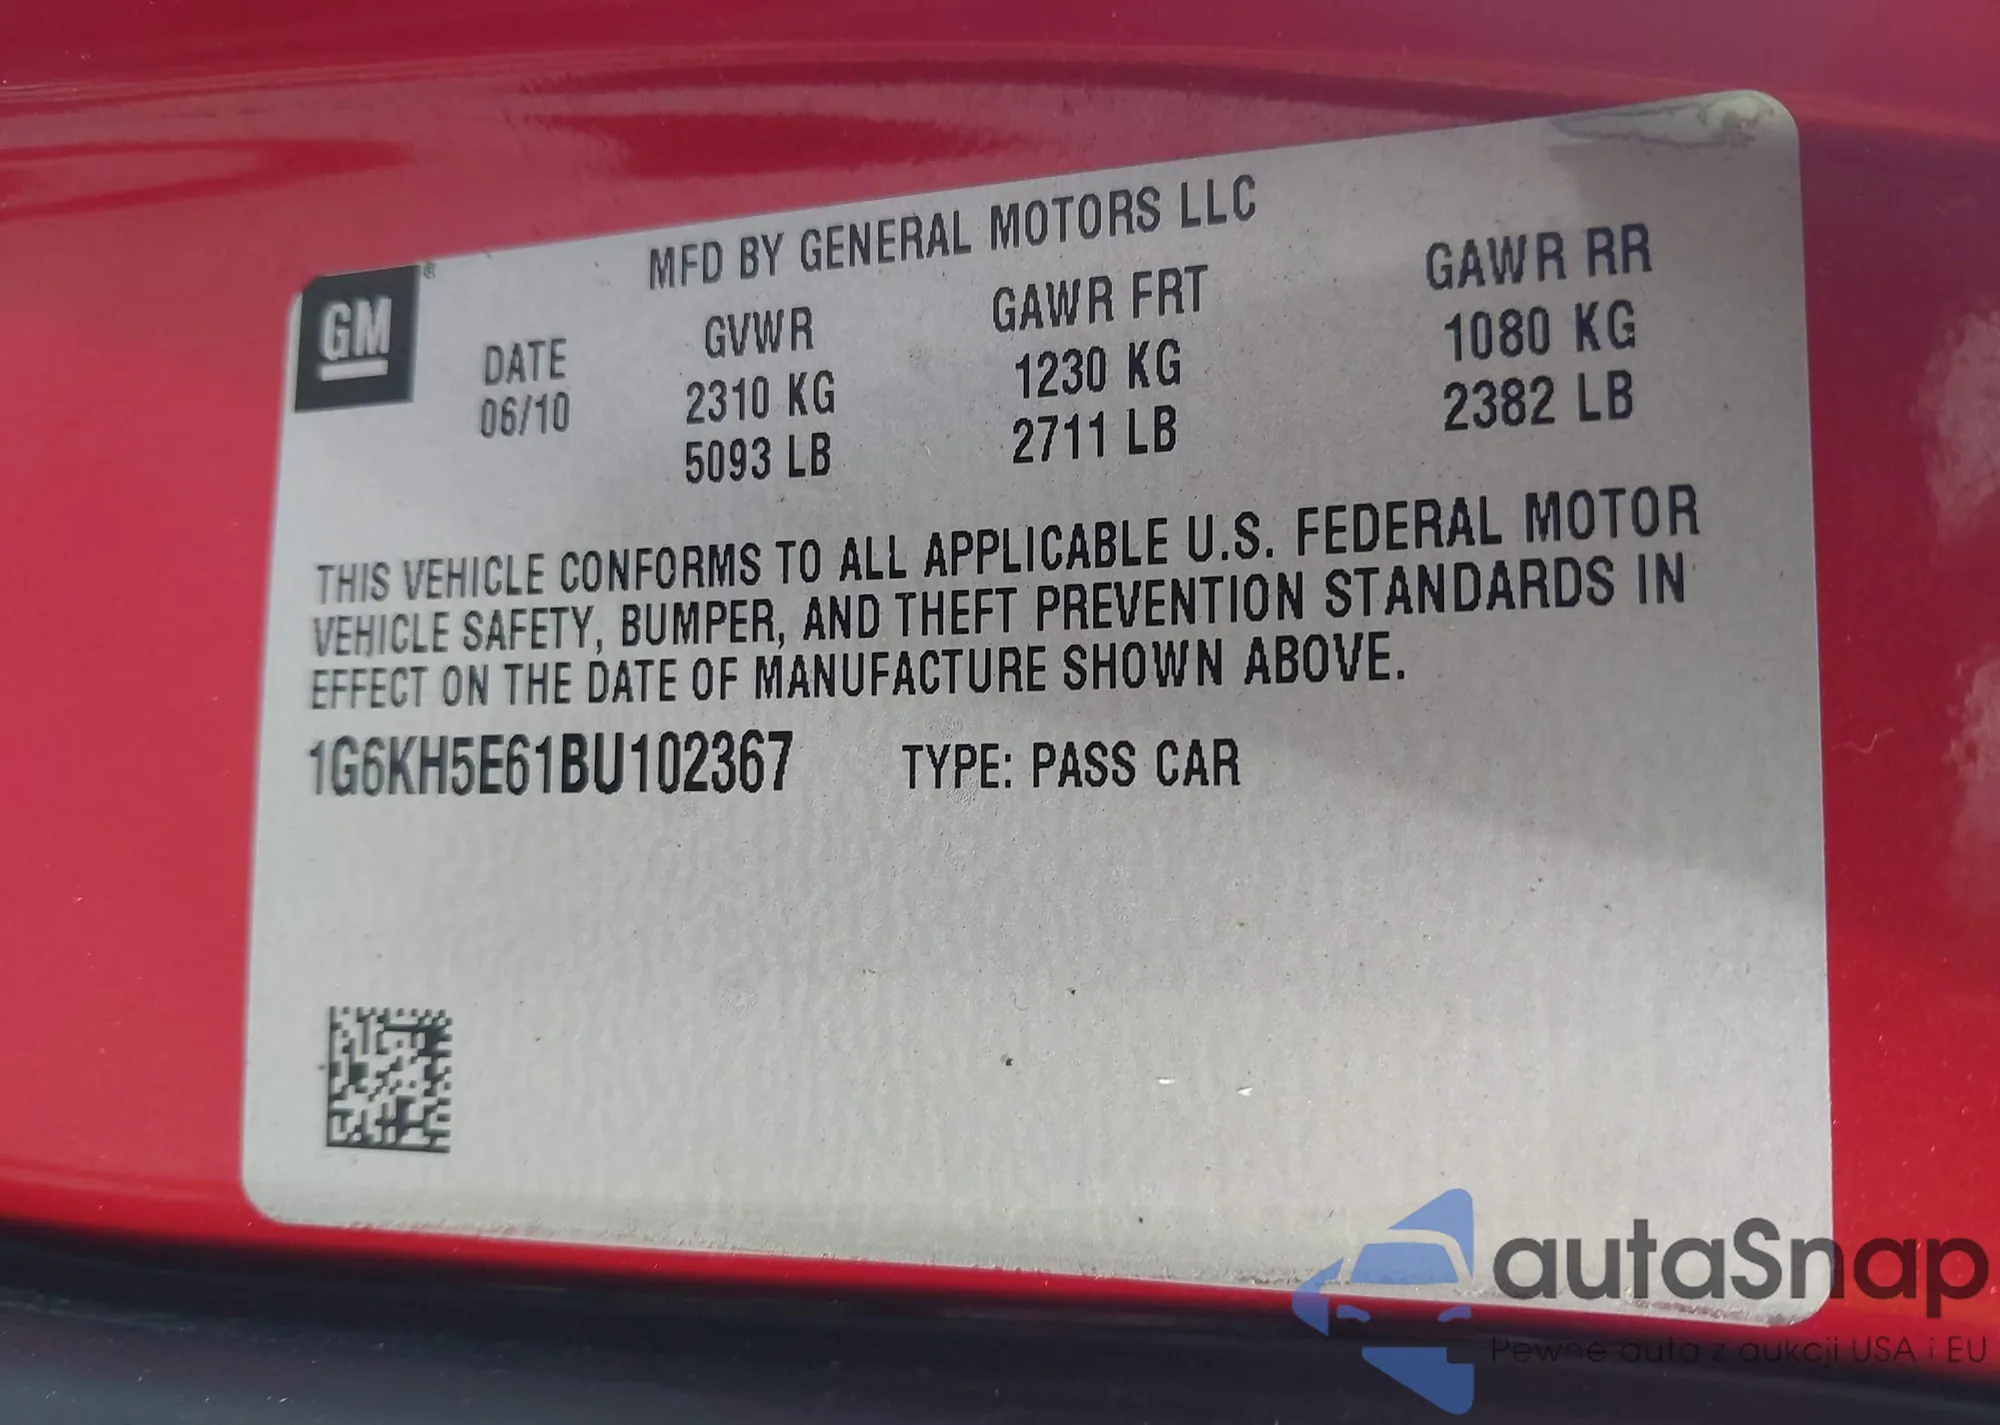 MFD BY GENERAL MOTORS LLC
GM®
DATE
06/10
GVWR
2310 KG
5093 LB
GAWR FRT
1230 KG
2711 LB
GAWR RR
1080 KG
2382 LB
THIS VEHICLE CONFORMS TO ALL APPLICABLE U.S. FEDERAL MOTOR
VEHICLE SAFETY, BUMPER, AND THEFT PREVENTION STANDARDS IN
EFFECT ON THE DATE OF MANUFACTURE SHOWN ABOVE.
1G6KH5E61BU102367 TYPE: PASS CAR
autaSnap
Pewne auta z aukcji USA i EU